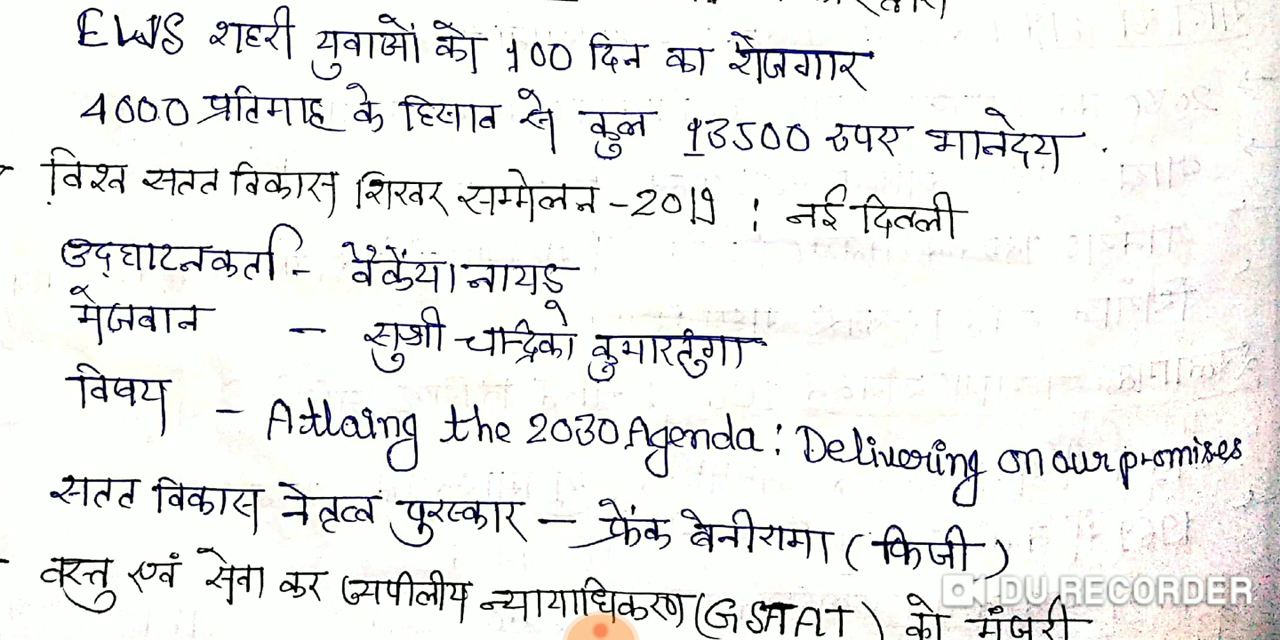 EWS शहरी युवाओं को 100 दिन का रोजगार
4000 प्रतिमाह के हिसाब से कुल 13500 रुपए मानेदय
विश्व सतत विकास शिखर सम्मेलन -2019 : नई दिल्ली
उद्घाटनकर्ता - वैंकेंया नायडू
मेजबान - सुश्री चन्द्रिको कुमारतुंगा
विषय - Attaing the 2030 Agenda: Delivering on our promises
सतत विकास नेतृत्व पुरस्कार - फ्रेंक बेनीरामा (फिजी)
वस्तु एवं सेवा कर अपीलीय न्यायाधिकरण (GSTAT) को मंजूरी
DU RECORDER